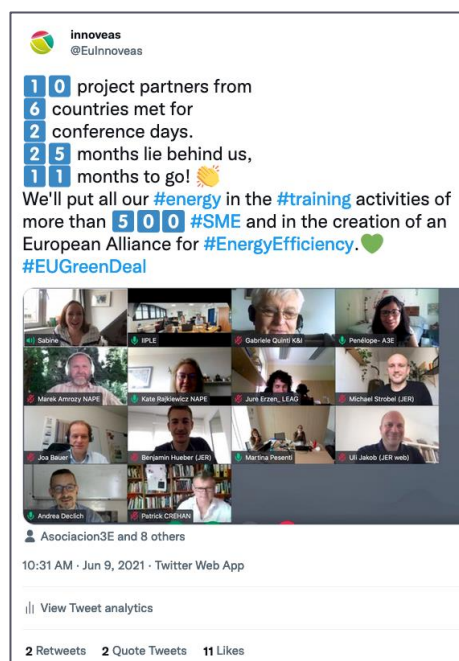 innoveas
@EuInnoveas
10 project partners from
6 countries met for
2 conference days.
25 months lie behind us,
11 months to go! 👏
We'll put all our #energy in the #training activities of
more than 500 #SME and in the creation of an
European Alliance for #EnergyEfficiency.💚
#EUGreenDeal
Sabine
IIPLE
Gabriele Quinti K&I
Penélope- A3E
Marek Amrozy NAPE
Kate Rajkiewicz NAPE
Jure Erzen_ LEAG
Michael Strobel (JER)
Joa Bauer
Benjamin Hueber (JER)
Martina Pesenti
Uli Jakob (JER web)
Andrea Declich
Patrick CREHAN
Asociacion3E and 8 others
10:31 AM · Jun 9, 2021 · Twitter Web App
View Tweet analytics
2 Retweets 2 Quote Tweets 11 Likes